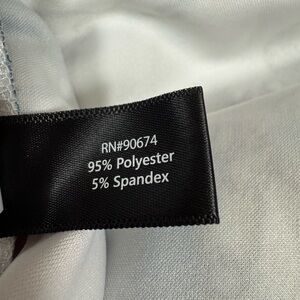 RN#90674
95% Polyester
5% Spandex